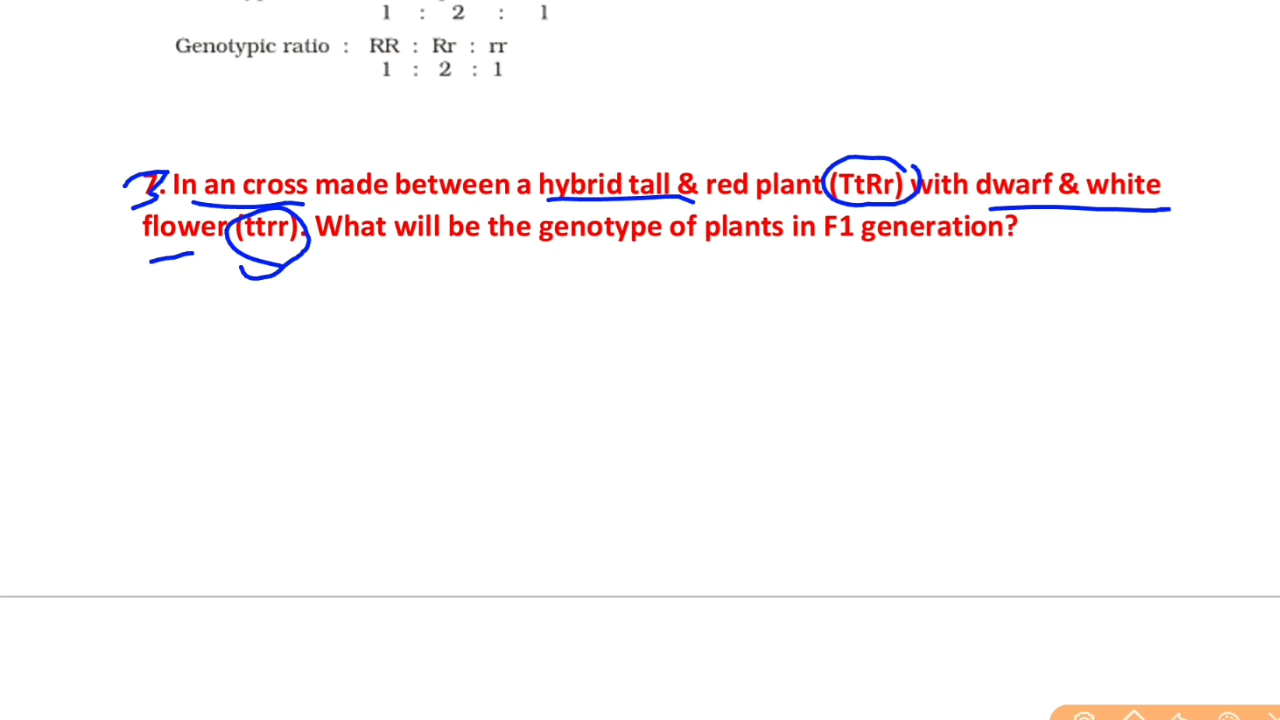 1 : 2 : 1
Genotypic ratio : RR : Rr : rr
1 : 2 : 1
3. In an cross made between a hybrid tall & red plant (TtRr) with dwarf & white
flower (ttrr). What will be the genotype of plants in F1 generation?